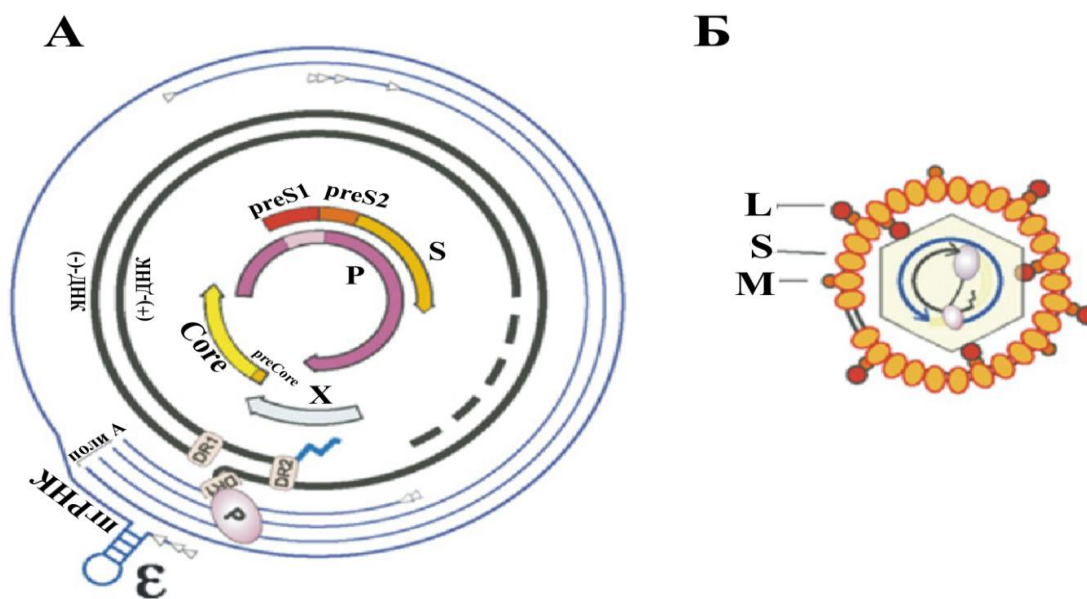 А
Б
preS1
preS2
S
P
Core
preCore
X
(-)-ДНК
(+)-ДНК
поли А
DR1
DR2
DR1
P
пгРНК
ε
L
S
M